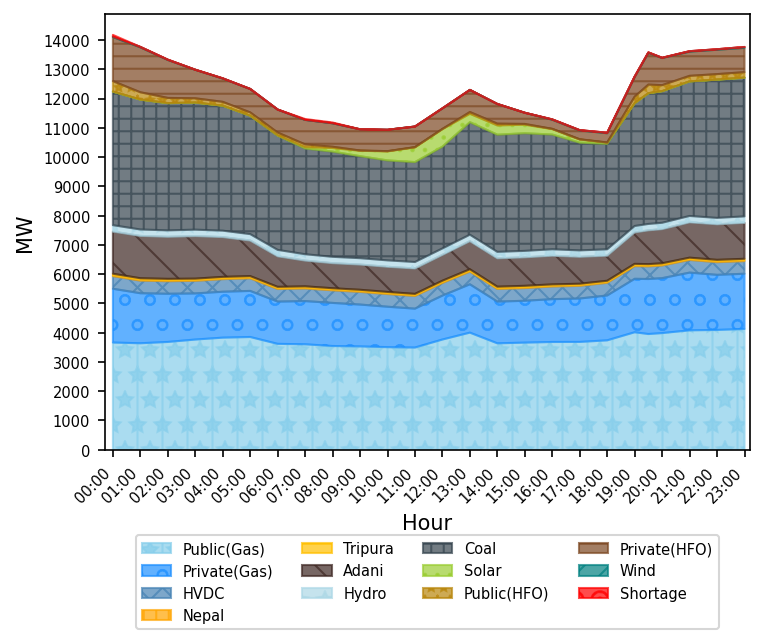 MW
14000
13000
12000
11000
10000
9000
8000
7000
6000
5000
4000
3000
2000
1000
0
00:00 01:00 02:00 03:00 04:00 05:00 06:00 07:00 08:00 09:00 10:00 11:00 12:00 13:00 14:00 15:00 16:00 17:00 18:00 19:00 20:00 21:00 22:00 23:00
Hour
Public(Gas) Tripura Coal Private(HFO)
Private(Gas) Adani Solar Wind
HVDC Hydro Public(HFO) Shortage
Nepal